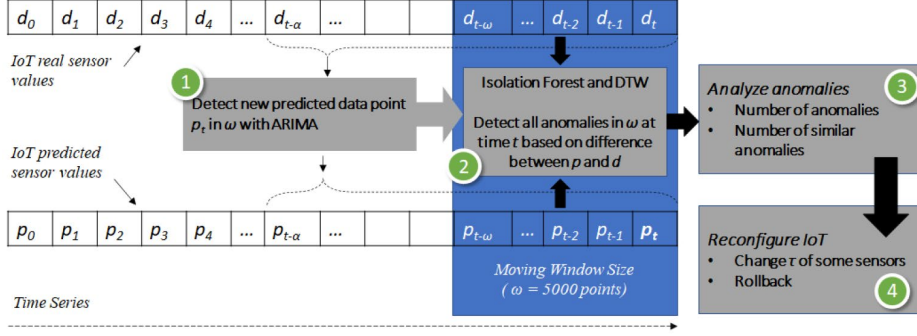 d0 d1 d2 d3 d4 ... dt-α ... dt-ω ... dt-2 dt-1 dt
IoT real sensor
values
1
Detect new predicted data point
pt in ω with ARIMA
Isolation Forest and DTW
Detect all anomalies in ω at
time t based on difference
between p and d
2
3
Analyze anomalies
• Number of anomalies
• Number of similar
anomalies
IoT predicted
sensor values
p0 p1 p2 p3 p4 ... pt-α ... pt-ω ... pt-2 pt-1 pt
Moving Window Size
( ω = 5000 points)
Reconfigure IoT
• Change τ of some sensors
• Rollback
4
Time Series